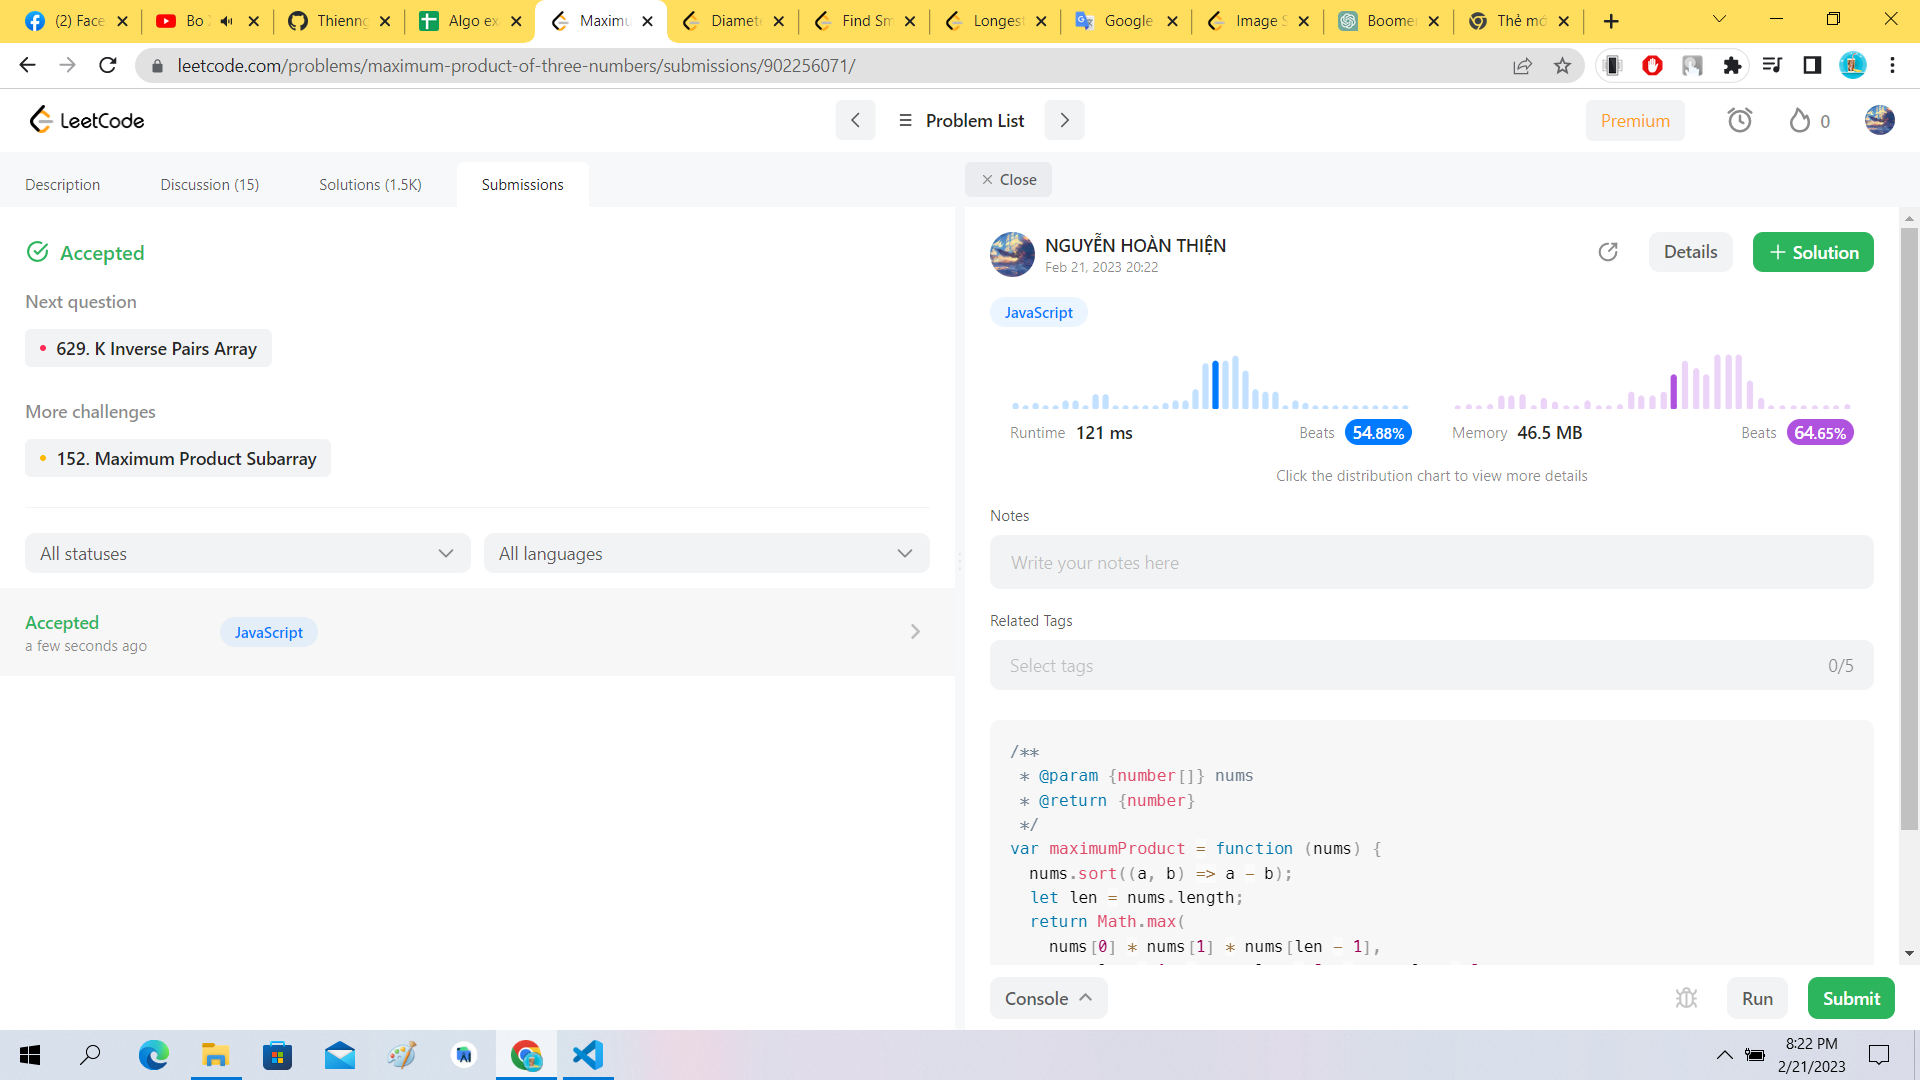 (2) Face
Bo
Thienng
Algo ex
Maximu
Diamet
Find Sm
Longest
Google
Image S
Boomer
Thẻ mớ
leetcode.com/problems/maximum-product-of-three-numbers/submissions/902256071/
LeetCode
Problem List
Premium
0
Description
Discussion (15)
Solutions (1.5K)
Submissions
Close
Accepted
Next question
629. K Inverse Pairs Array
More challenges
152. Maximum Product Subarray
All statuses
All languages
Accepted
a few seconds ago
JavaScript
NGUYỄN HOÀN THIỆN
Feb 21, 2023 20:22
Details
+ Solution
JavaScript
Runtime 121 ms Beats 54.88%
Memory 46.5 MB Beats 64.65%
Click the distribution chart to view more details
Notes
Write your notes here
Related Tags
Select tags 0/5
/**
* @param {number[]} nums
* @return {number}
*/
var maximumProduct = function (nums) {
nums.sort((a, b) => a - b);
let len = nums.length;
return Math.max(
nums[0] * nums[1] * nums[len - 1],
Console
Run
Submit
8:22 PM
2/21/2023